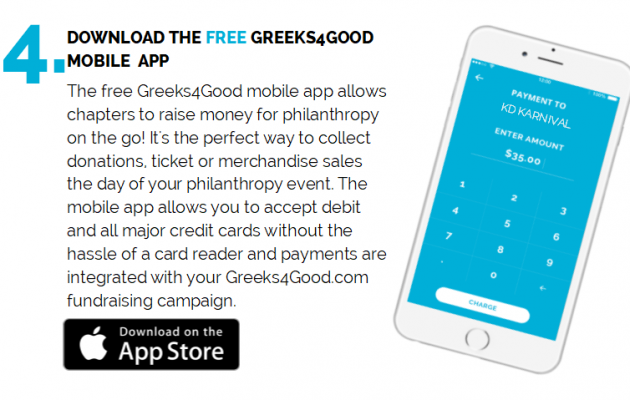 4.
DOWNLOAD THE FREE GREEKS4GOOD
MOBILE APP
The free Greeks4Good mobile app allows
chapters to raise money for philanthropy
on the go! It's the perfect way to collect
donations, ticket or merchandise sales
the day of your philanthropy event. The
mobile app allows you to accept debit
and all major credit cards without the
hassle of a card reader and payments are
integrated with your Greeks4Good.com
fundraising campaign.
Download on the
App Store
100%
PAYMENT TO
KD KARNIVAL
ENTER AMOUNT
$35.00
1 2 3
4 5 6
7 8 9
. 0 ←
CHARGE